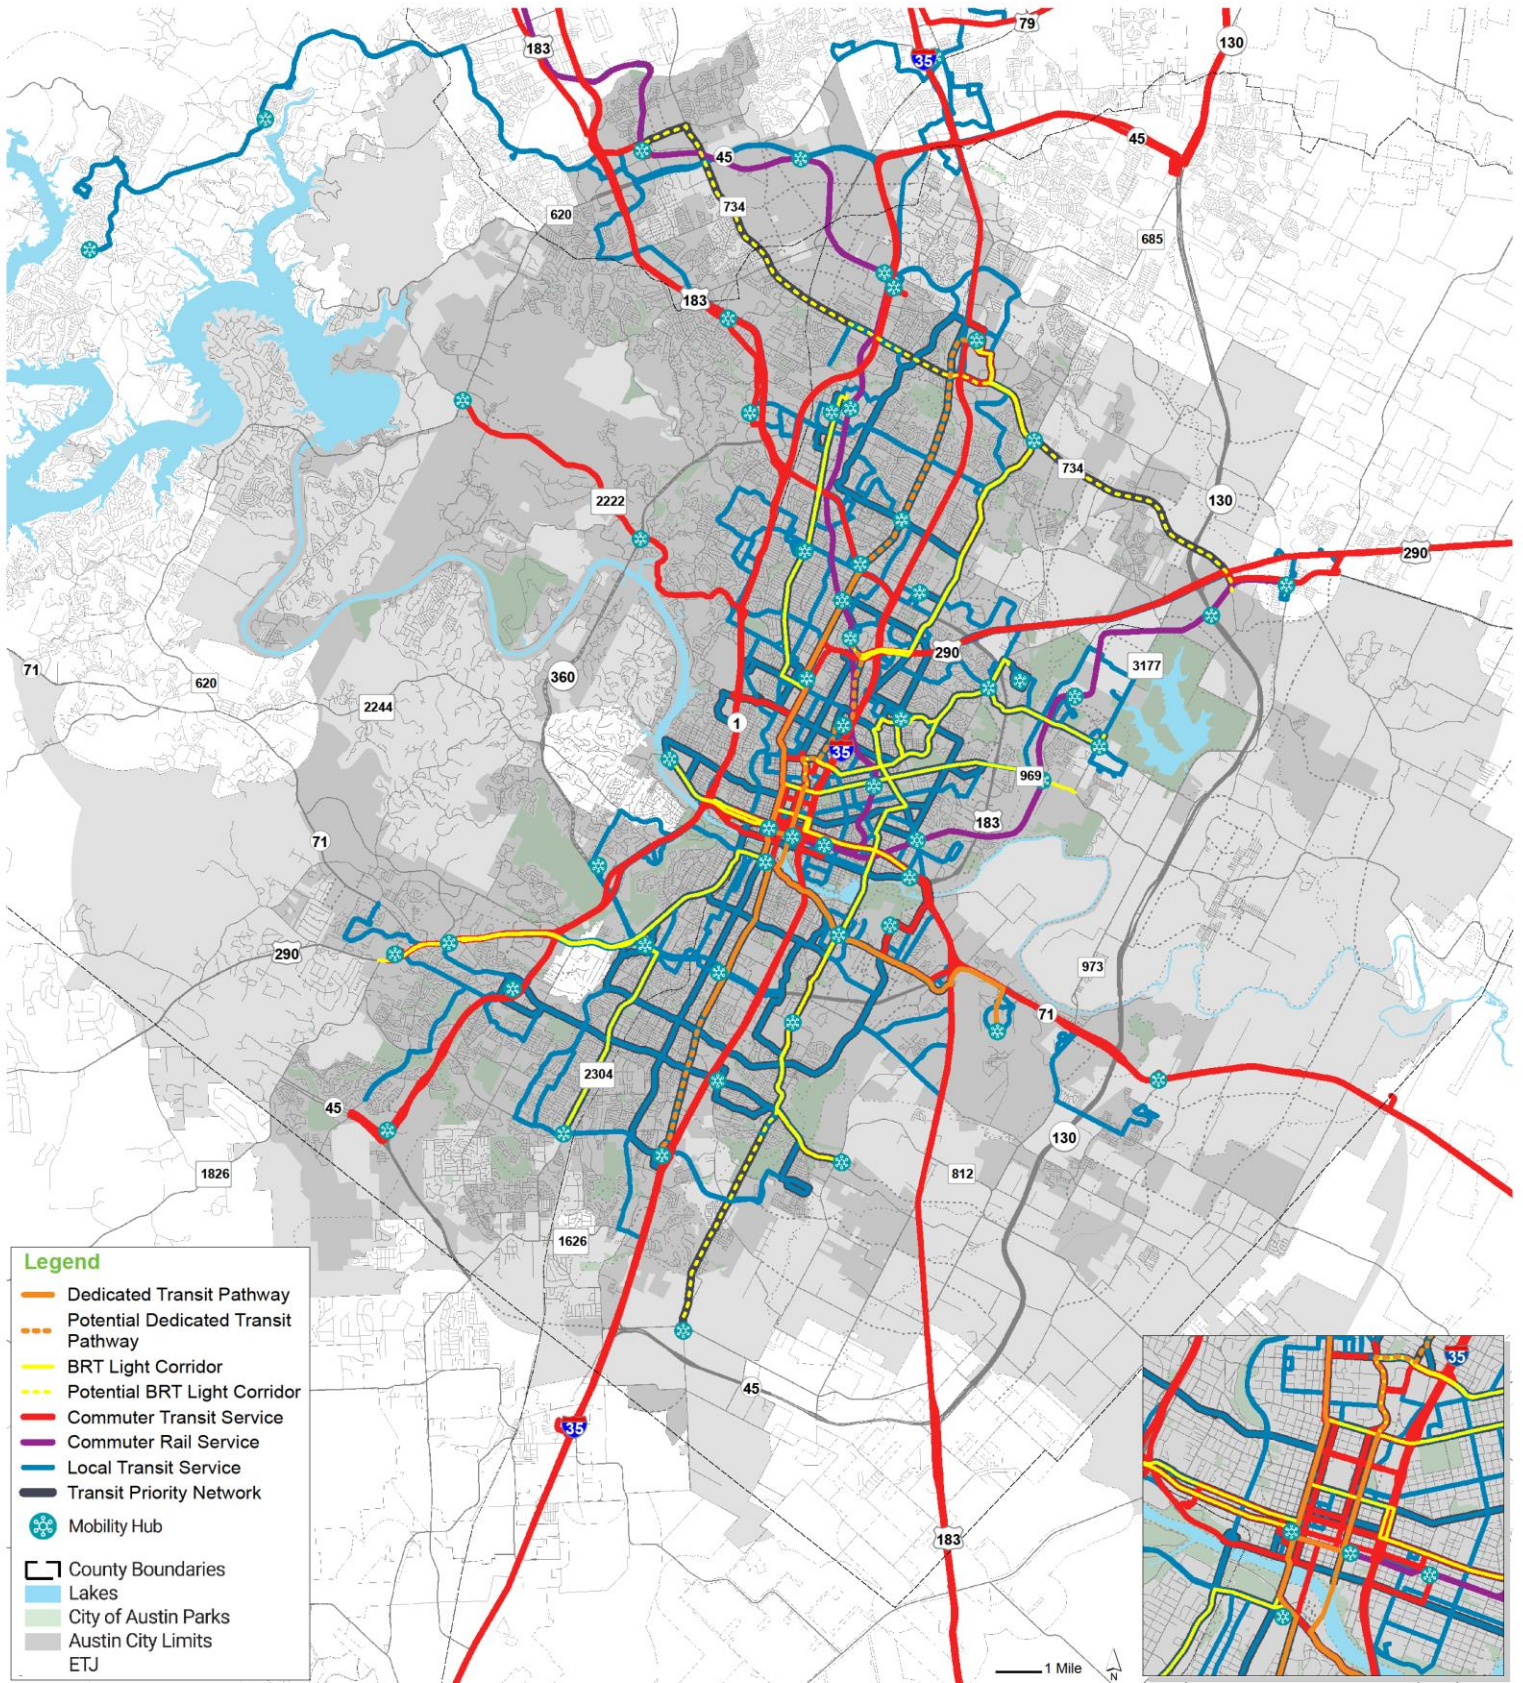 183
79
35
130
45
45
734
620
685
183
734
2222
130
290
290
3177
71
620
360
2244
1
35
969
183
71
290
973
71
2304
45
130
1826
812
1626
45
35
183
Legend
Dedicated Transit Pathway
Potential Dedicated Transit
Pathway
BRT Light Corridor
Potential BRT Light Corridor
Commuter Transit Service
Commuter Rail Service
Local Transit Service
Transit Priority Network
Mobility Hub
County Boundaries
Lakes
City of Austin Parks
Austin City Limits
ETJ
35
1 Mile
N